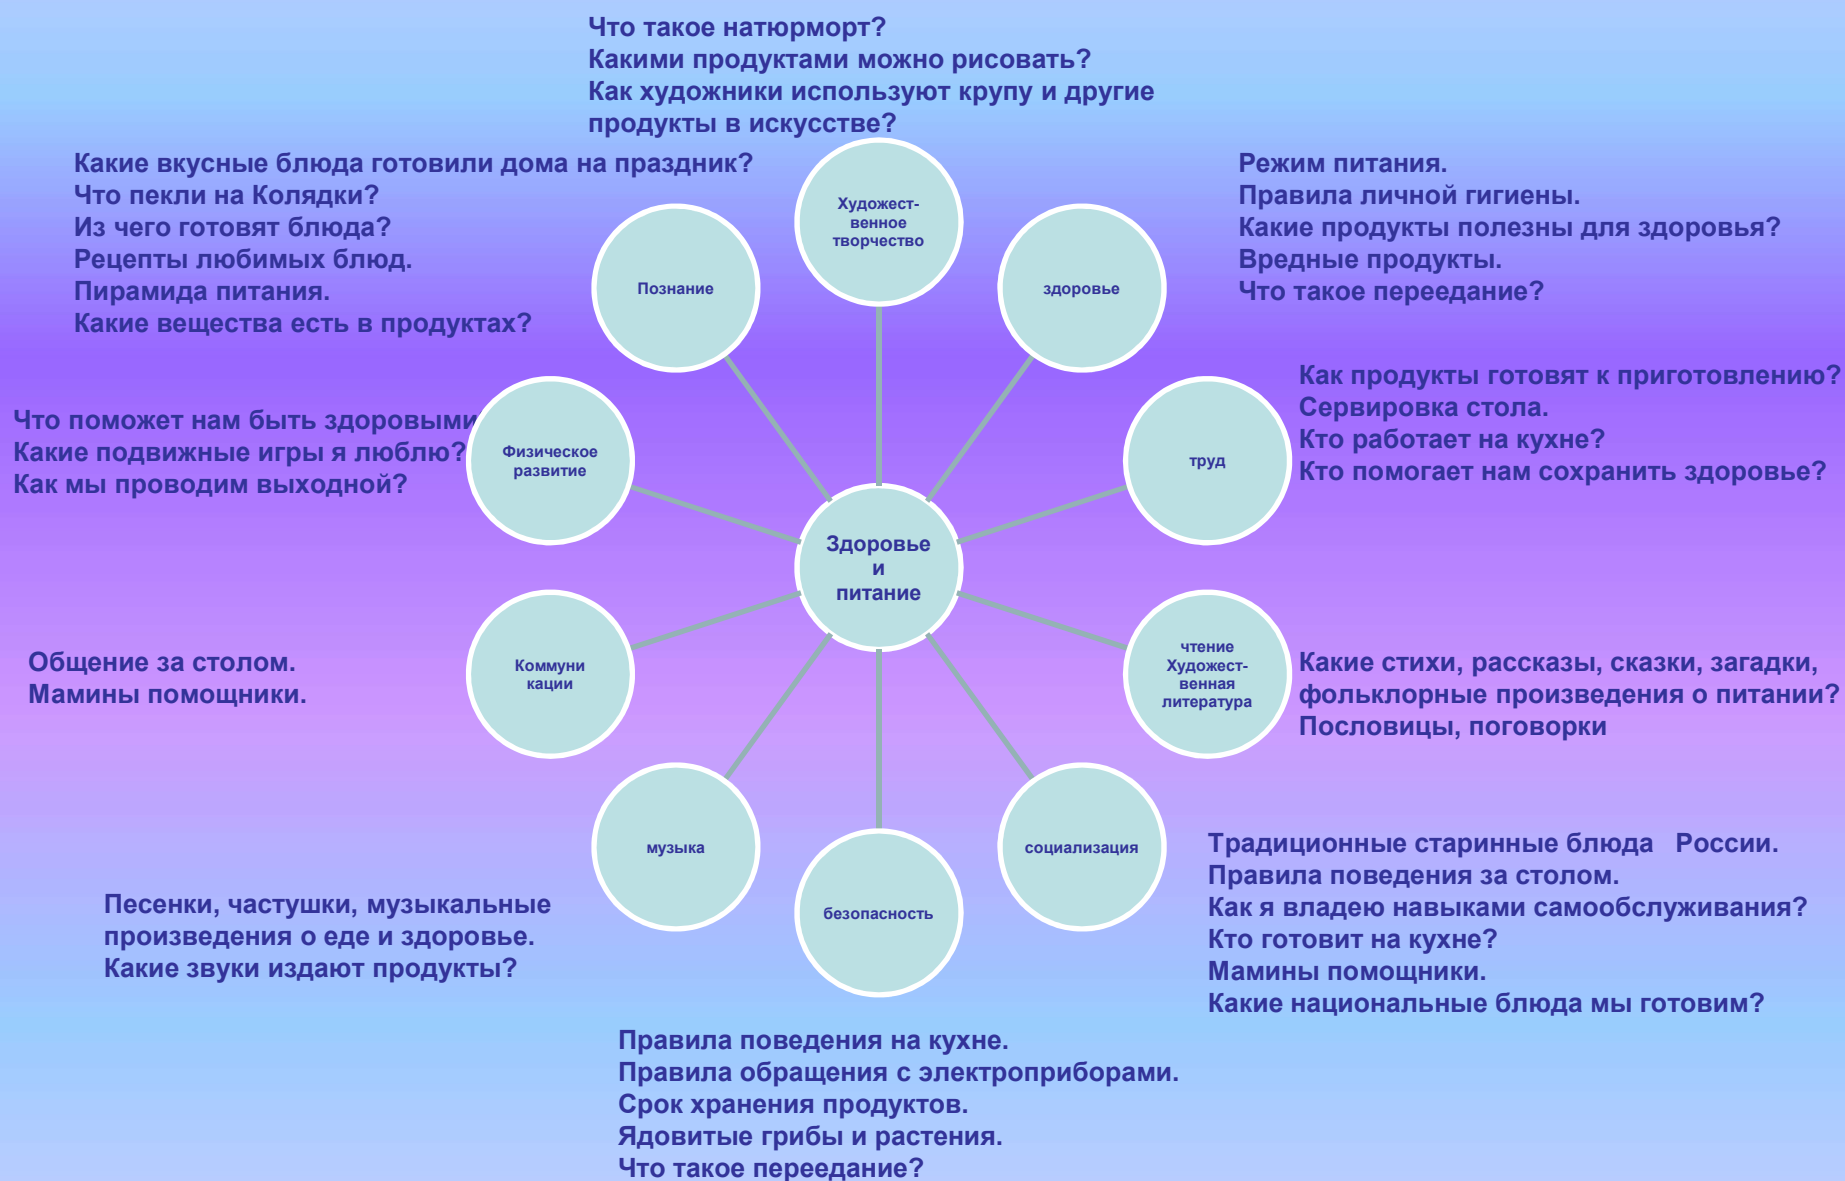 Что такое натюрморт?
Какими продуктами можно рисовать?
Как художники используют крупу и другие
продукты в искусстве?
Какие вкусные блюда готовили дома на праздник?
Что пекли на Колядки?
Из чего готовят блюда?
Рецепты любимых блюд.
Пирамида питания.
Какие вещества есть в продуктах?
Познание
Художест-
венное
творчество
здоровье
Режим питания.
Правила личной гигиены.
Какие продукты полезны для здоровья?
Вредные продукты.
Что такое переедание?
Что поможет нам быть здоровыми
Какие подвижные игры я люблю?
Как мы проводим выходной?
Физическое
развитие
труд
Как продукты готовят к приготовлению?
Сервировка стола.
Кто работает на кухне?
Кто помогает нам сохранить здоровье?
Здоровье
и
питание
Общение за столом.
Мамины помощники.
Коммуни
кации
чтение
Художест-
венная
литература
Какие стихи, рассказы, сказки, загадки,
фольклорные произведения о питании?
Пословицы, поговорки
музыка
Песенки, частушки, музыкальные
произведения о еде и здоровье.
Какие звуки издают продукты?
безопасность
социализация
Традиционные старинные блюда России.
Правила поведения за столом.
Как я владею навыками самообслуживания?
Кто готовит на кухне?
Мамины помощники.
Какие национальные блюда мы готовим?
Правила поведения на кухне.
Правила обращения с электроприборами.
Срок хранения продуктов.
Ядовитые грибы и растения.
Что такое переедание?